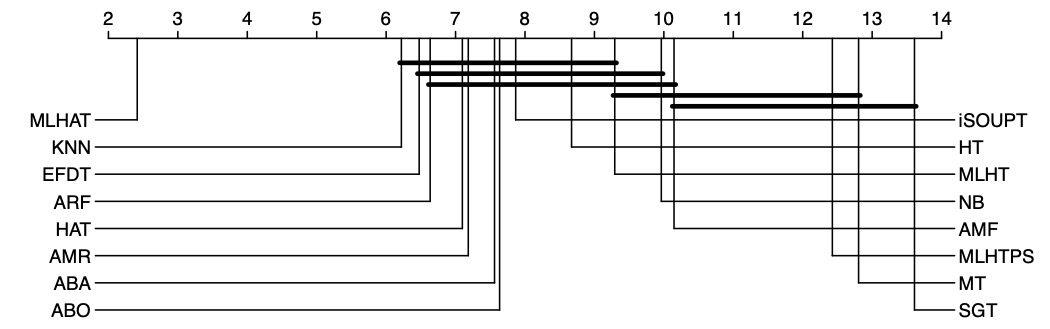 2 3 4 5 6 7 8 9 10 11 12 13 14
MLHAT iSOUPT
KNN HT
EFDT MLHT
ARF NB
HAT AMF
AMR MLHTPS
ABA MT
ABO SGT